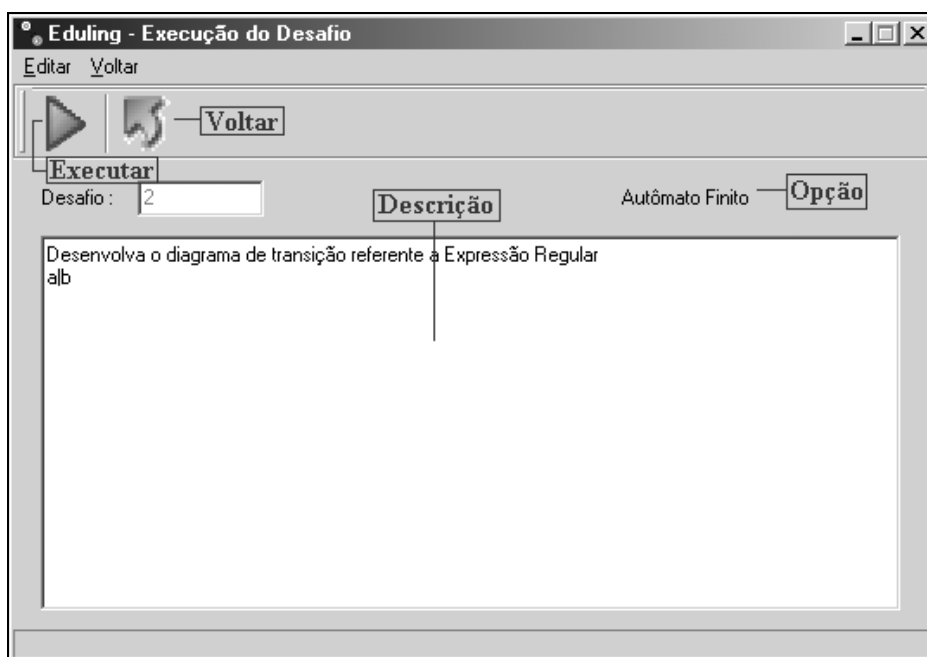 Eduling - Execução do Desafio
Editar Voltar
Voltar
Executar
Desafio : 2
Descrição
Autômato Finito
Opção
Desenvolva o diagrama de transição referente a Expressão Regular
a|b